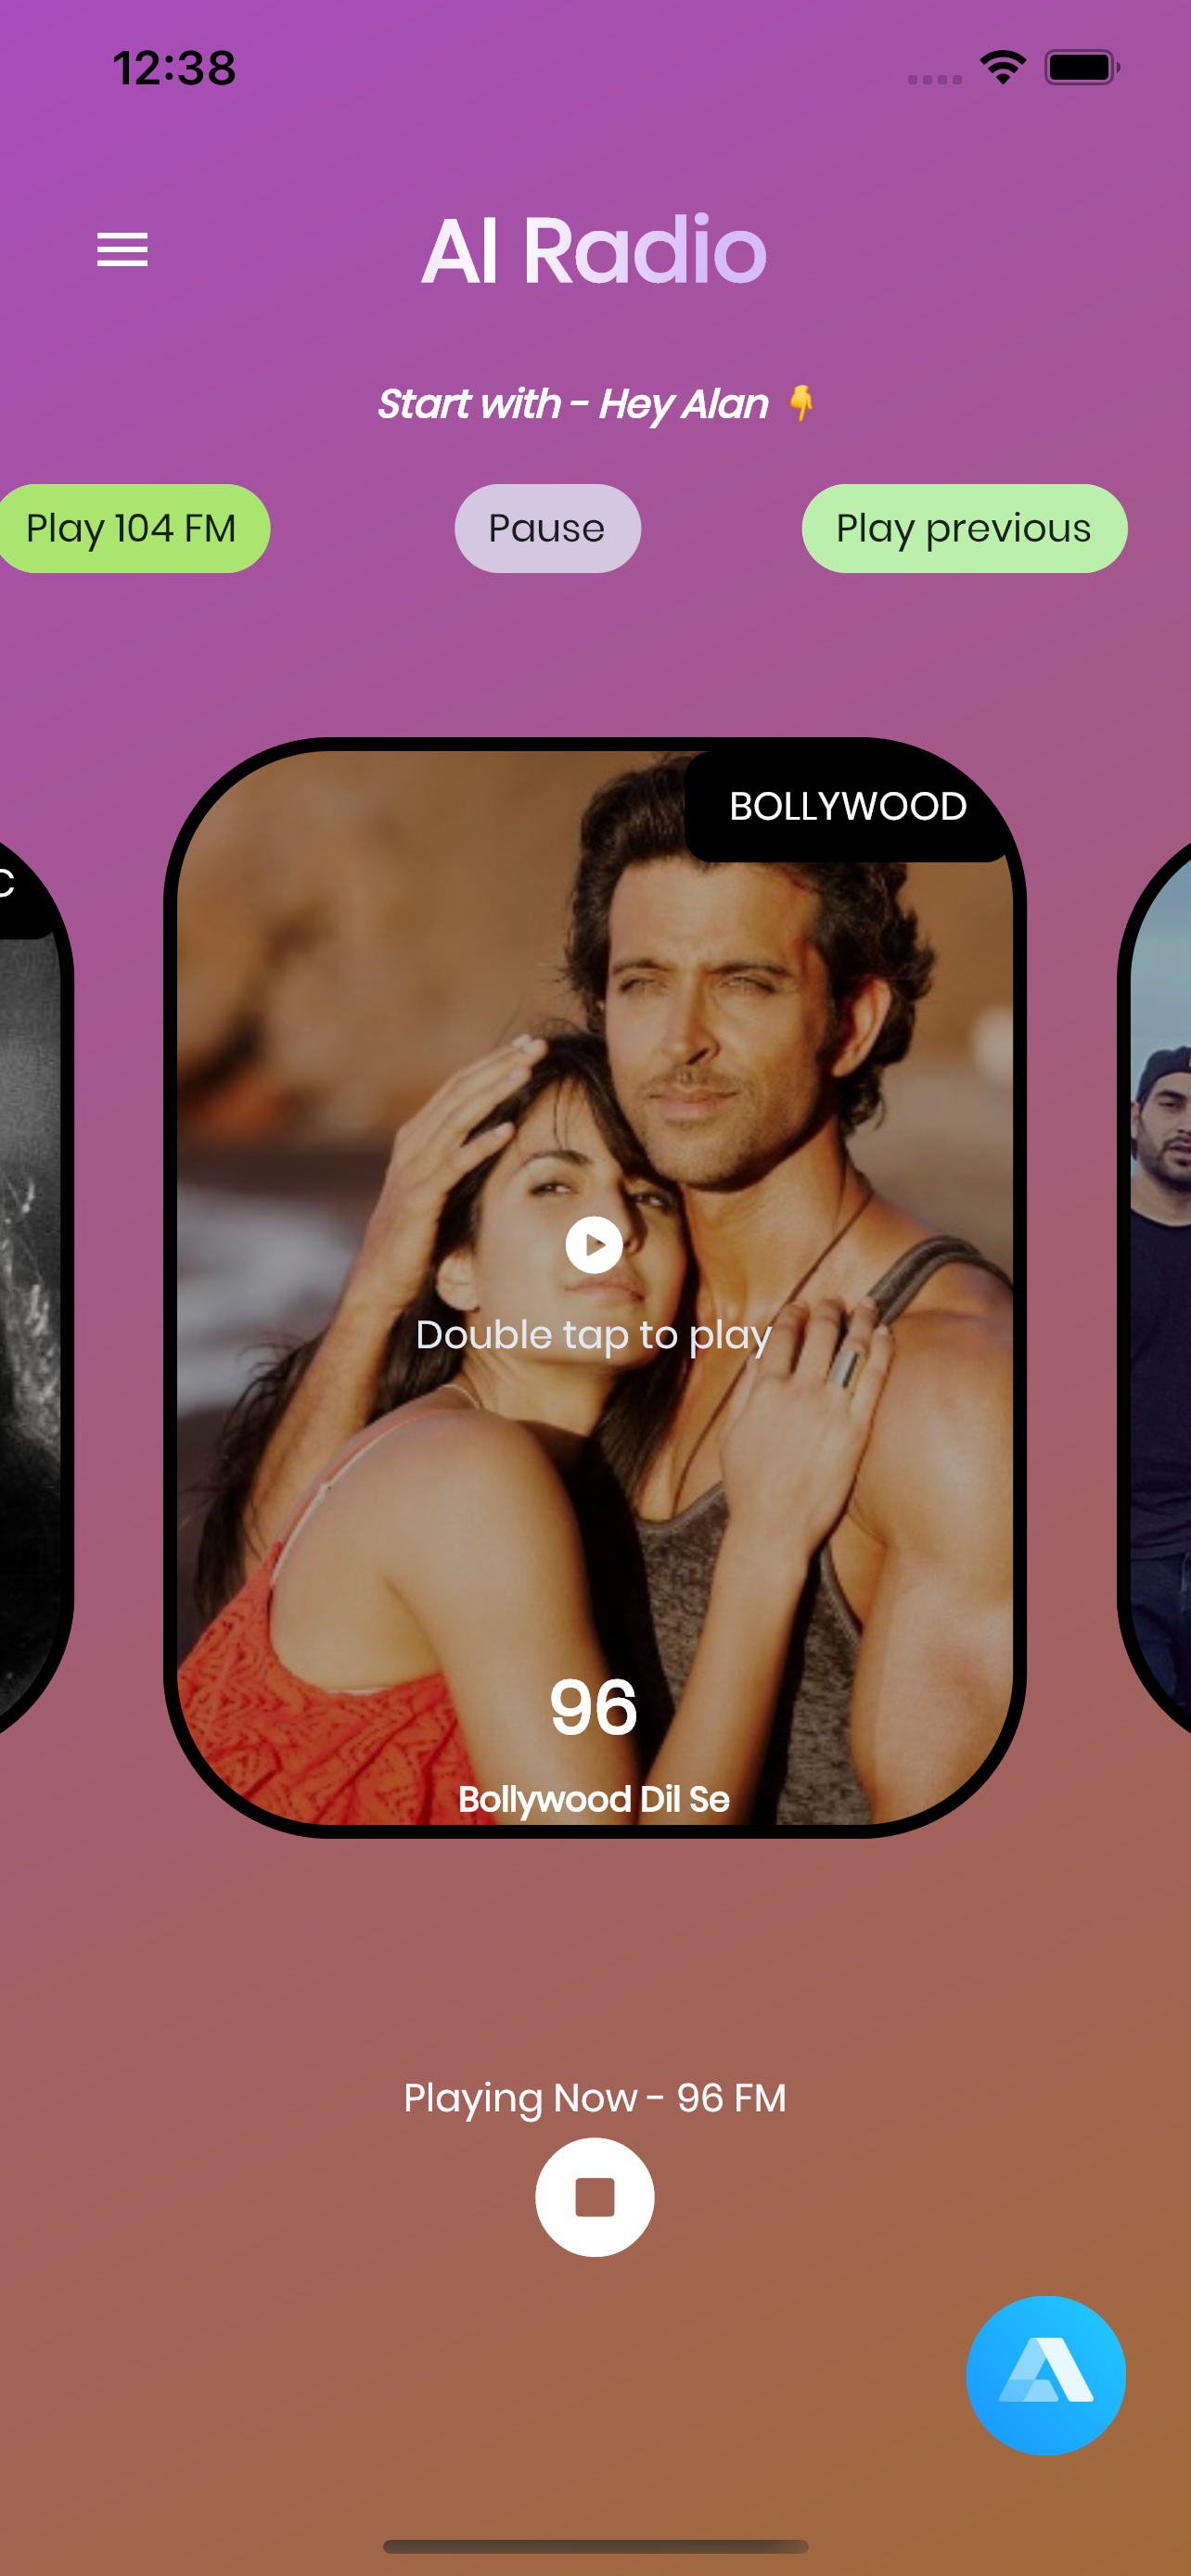 12:38
AI Radio
Start with - Hey Alan 👇
Play 104 FM
Pause
Play previous
BOLLYWOOD
C
Double tap to play
96
Bollywood Dil Se
Playing Now - 96 FM